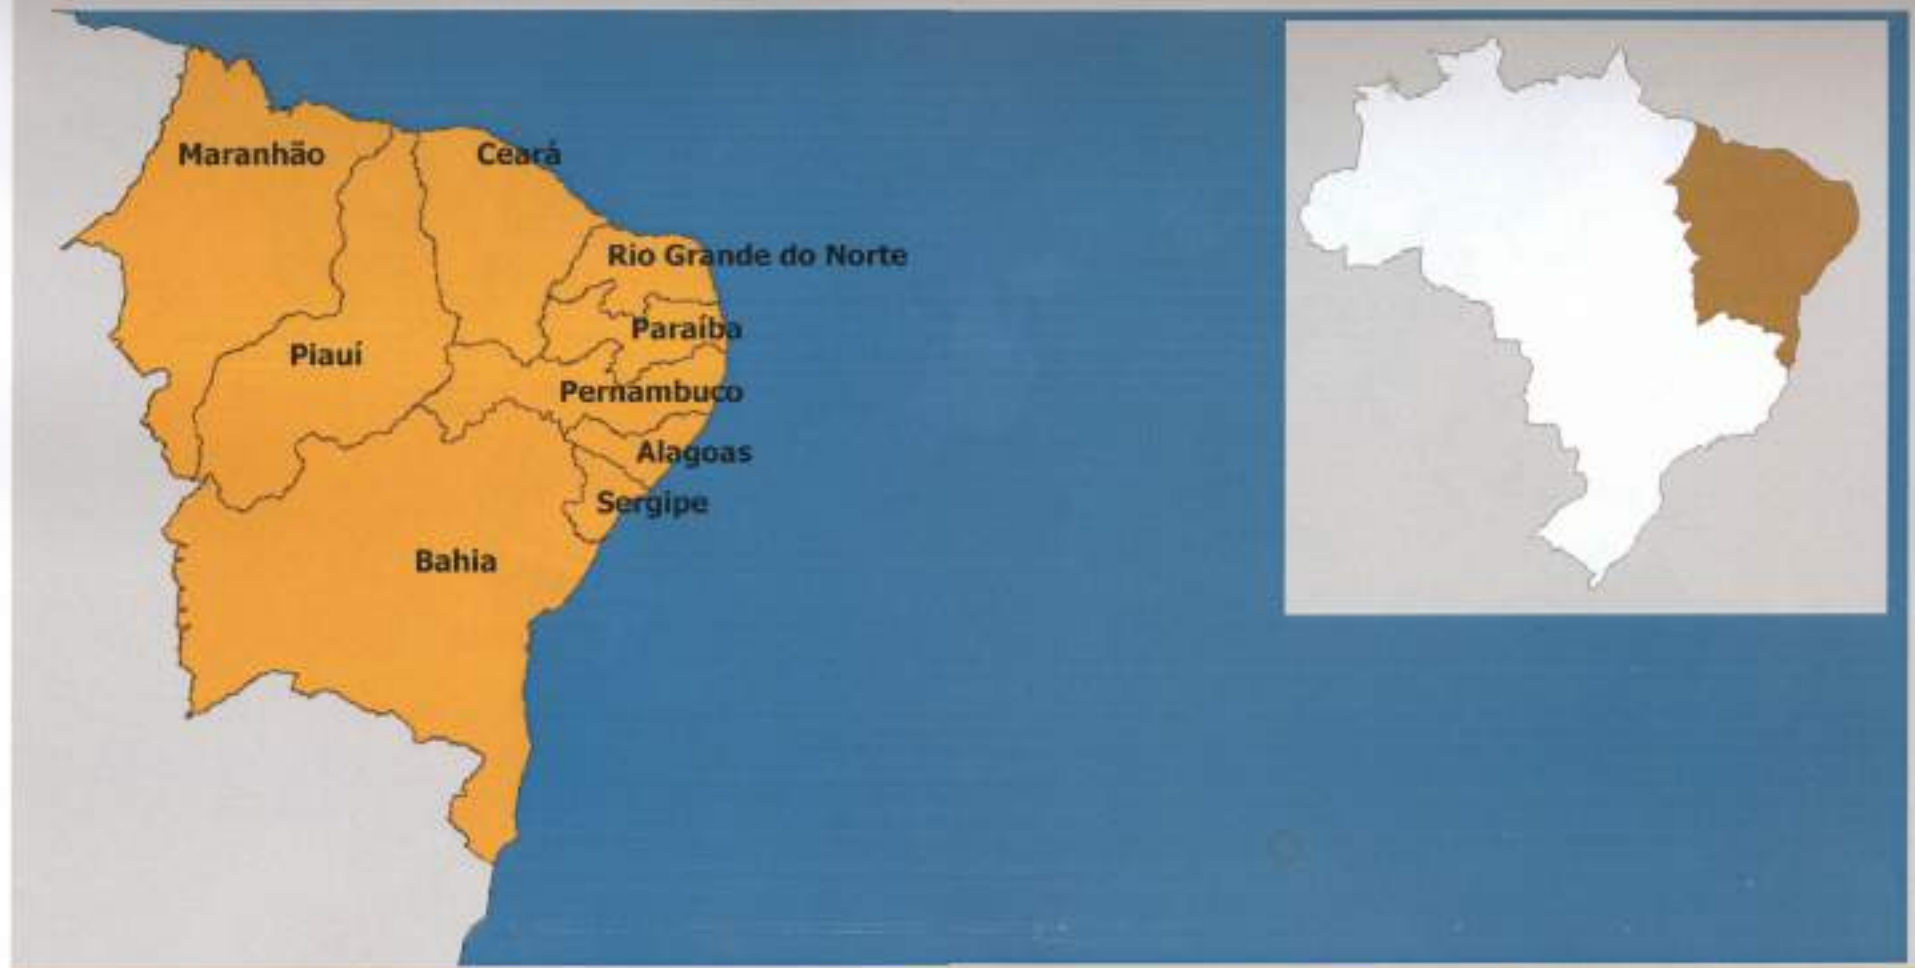 Maranhão
Ceará
Rio Grande do Norte
Paraíba
Piauí
Pernambuco
Alagoas
Sergipe
Bahia